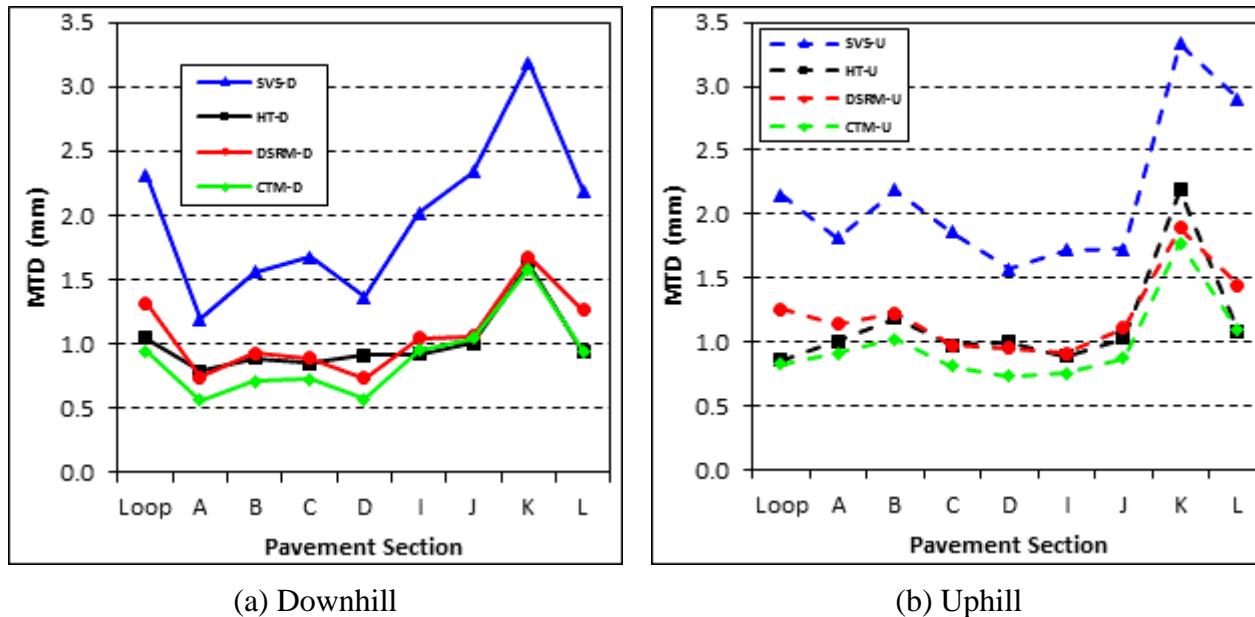 3.5
3.0
2.5
2.0
1.5
1.0
0.5
0.0
MTD (mm)
SVS-D
HT-D
DSRM-D
CTM-D
Loop A B C D I J K L
Pavement Section
(a) Downhill
3.5
3.0
2.5
2.0
1.5
1.0
0.5
0.0
MTD (mm)
SVS-U
HT-U
DSRM-U
CTM-U
Loop A B C D I J K L
Pavement Section
(b) Uphill